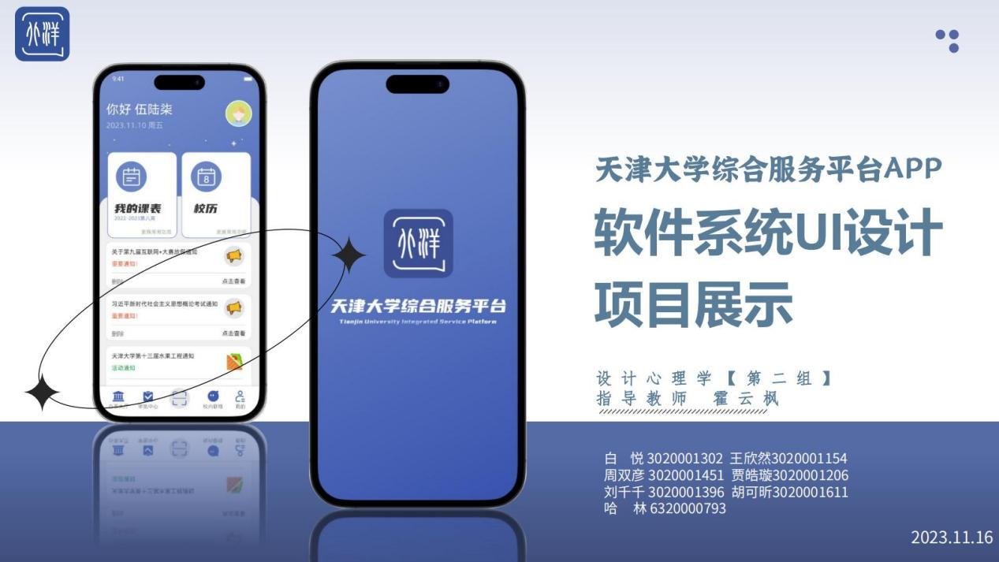 北洋
9:41
你好 伍陆柒
2023.11.10 周五
我的课表
2022-2023第八周
校历
8
关于第九届互联网+大赛放假通知
重要通知!
删除
点击查看
习近平新时代社会主义思想概论考试通知
重要通知!
删除
点击查看
天津大学第十三届水果工程通知
活动通知
审批中心
校内联络
我的
北洋
天津大学综合服务平台
Tianjin University Integrated Service Platform
天津大学综合服务平台APP
软件系统UI设计
项目展示
设计心理学【第二组】
指导教师 霍云枫
白 悦 3020001302 王欣然3020001154
周双彦 3020001451 贾皓璇3020001206
刘千千 3020001396 胡可昕3020001611
哈 林 6320000793
2023.11.16